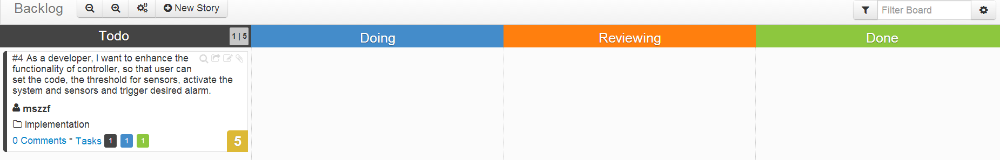 Backlog
New Story
Filter Board
Todo
1 | 5
Doing
Reviewing
Done
#4 As a developer, I want to enhance the
functionality of controller, so that user can
set the code, the threshold for sensors, activate the
system and sensors and trigger desired alarm.
mszzf
Implementation
0 Comments - Tasks 1 1 1
5